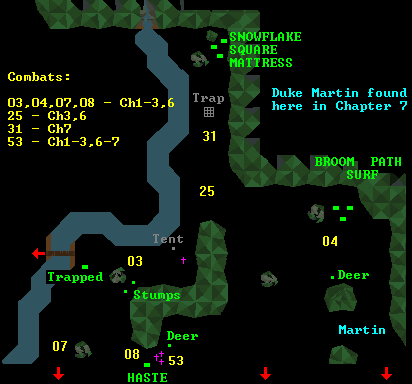 SNOWFLAKE
SQUARE
MATTRESS
Combats:
03,04,07,08 - Ch1-3,6
25 - Ch3,6
31 - Ch7
53 - Ch1-3,6-7
Trap
Duke Martin found
here in Chapter 7
31
BROOM PATH
SURF
25
Tent
04
03
Trapped
Stumps
Deer
Martin
Deer
07
08
53
HASTE